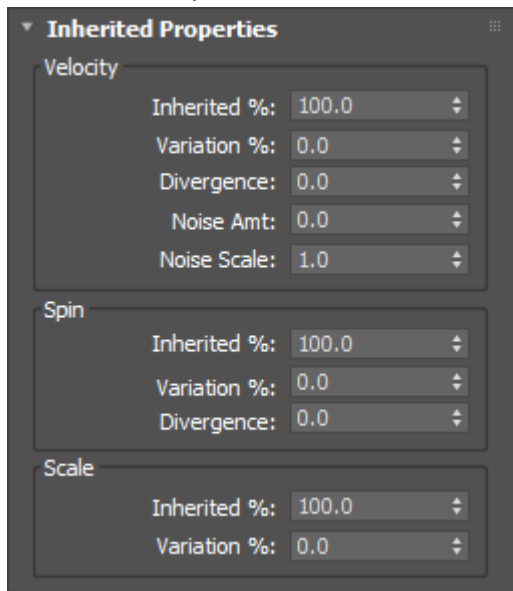 Inherited Properties
Velocity
Inherited %: 100.0
Variation %: 0.0
Divergence: 0.0
Noise Amt: 0.0
Noise Scale: 1.0
Spin
Inherited %: 100.0
Variation %: 0.0
Divergence: 0.0
Scale
Inherited %: 100.0
Variation %: 0.0